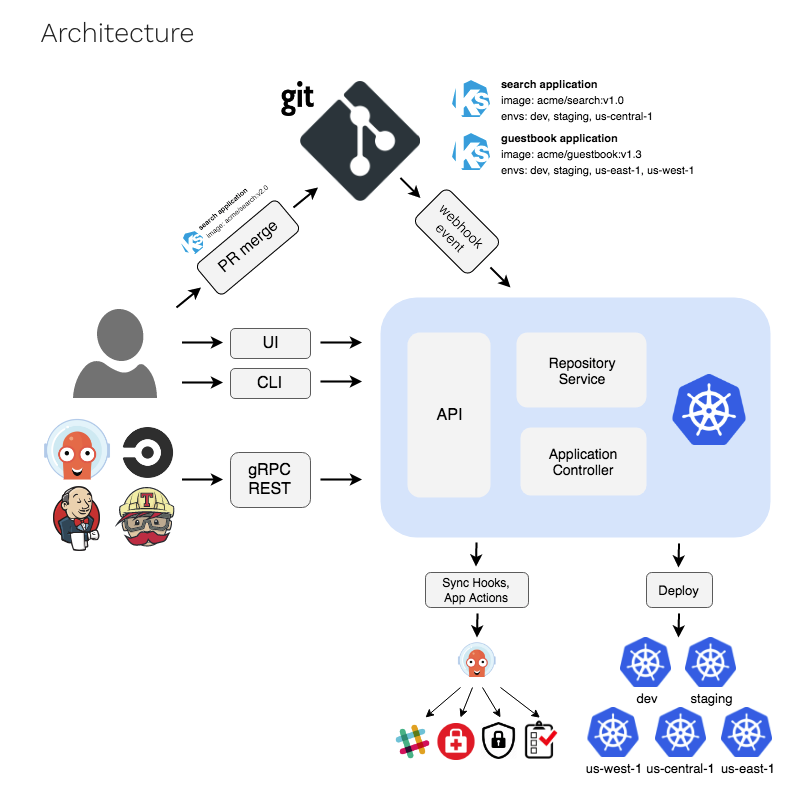 Architecture
git
search application
image: acme/search:v1.0
envs: dev, staging, us-central-1
guestbook application
image: acme/guestbook:v1.3
envs: dev, staging, us-east-1, us-west-1
KS
KS
KS
search application
image: acme/search:v2.0
PR merge
webhook
event
UI
CLI
gRPC
REST
API
Repository
Service
Application
Controller
T
Sync Hooks,
App Actions
Deploy
dev
staging
us-west-1
us-central-1
us-east-1